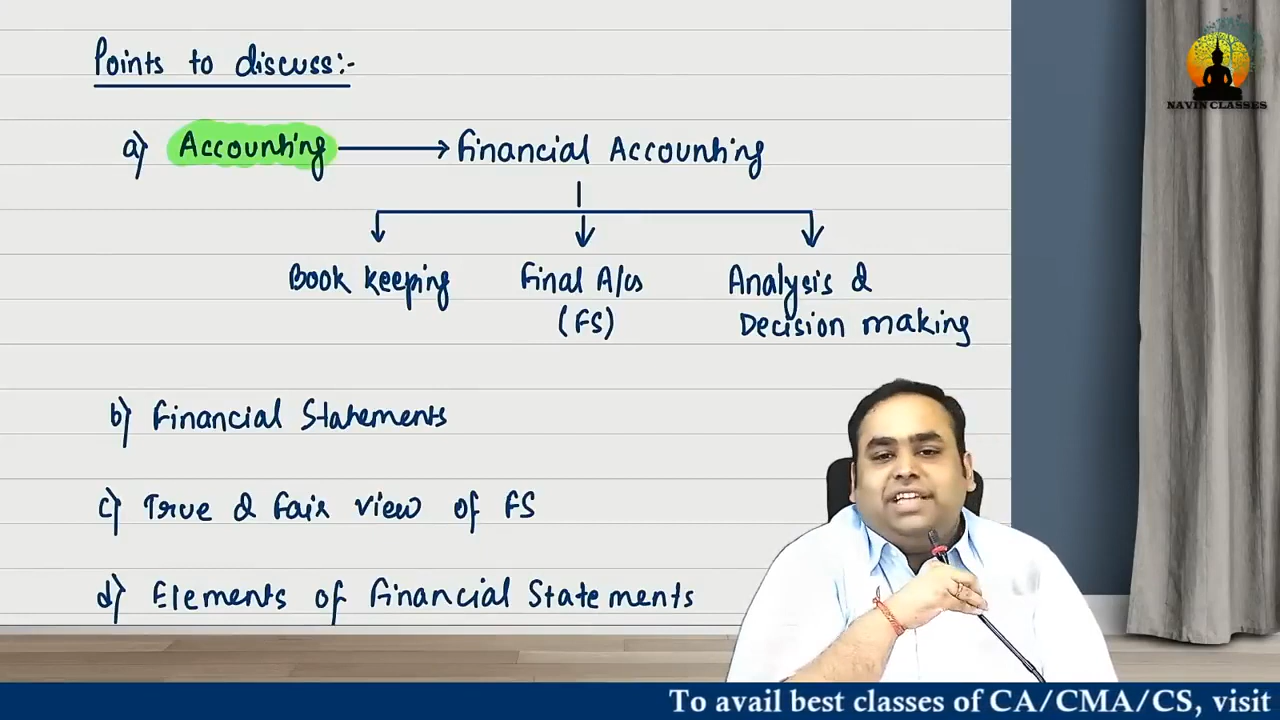 Points to discuss:-
NAVIN CLASSES
a) Accounting → Financial Accounting
Book keeping
Final A/cs
(FS)
Analysis &
Decision making
b) Financial Statements
c) True & Fair view of FS
d) Elements of Financial Statements
To avail best classes of CA/CMA/CS, visit